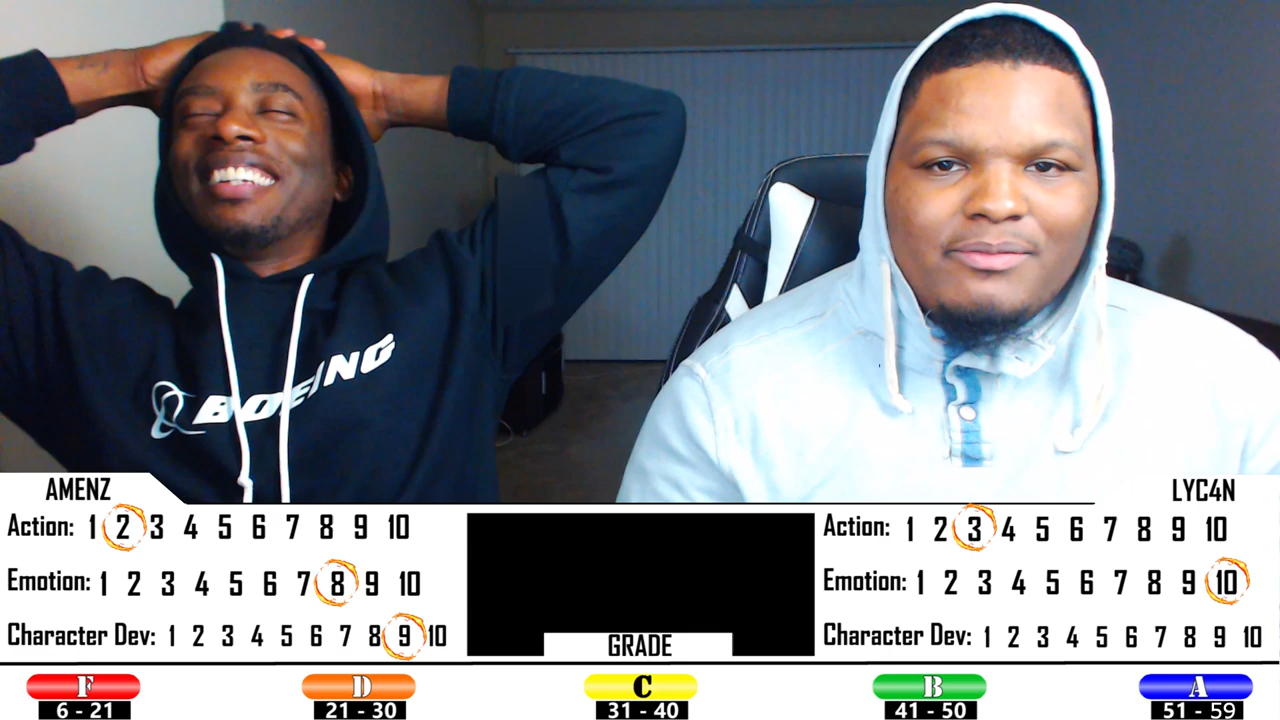 BOEING
AMENZ
Action: 1 2 3 4 5 6 7 8 9 10
Emotion: 1 2 3 4 5 6 7 8 9 10
Character Dev: 1 2 3 4 5 6 7 8 9 10
GRADE
LYC4N
Action: 1 2 3 4 5 6 7 8 9 10
Emotion: 1 2 3 4 5 6 7 8 9 10
Character Dev: 1 2 3 4 5 6 7 8 9 10
F
6 - 21
D
21 - 30
C
31 - 40
B
41 - 50
A
51 - 59